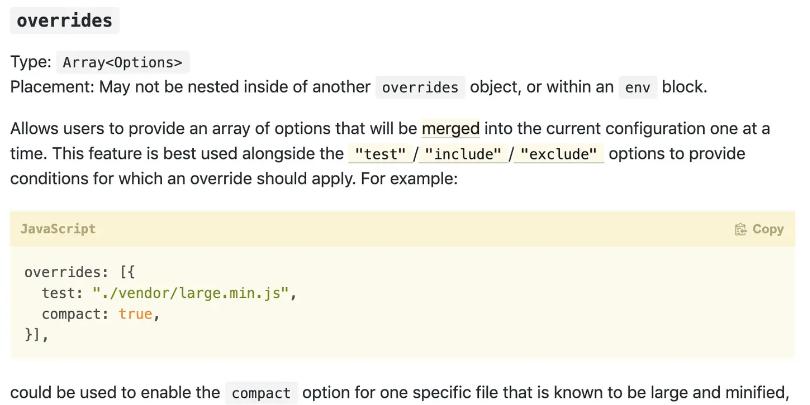 overrides
Type: Array<Options>
Placement: May not be nested inside of another overrides object, or within an env block.
Allows users to provide an array of options that will be merged into the current configuration one at a
time. This feature is best used alongside the "test" / "include" / "exclude" options to provide
conditions for which an override should apply. For example:
JavaScript Copy
overrides: [{
  test: "./vendor/large.min.js",
  compact: true,
}],
could be used to enable the compact option for one specific file that is known to be large and minified,